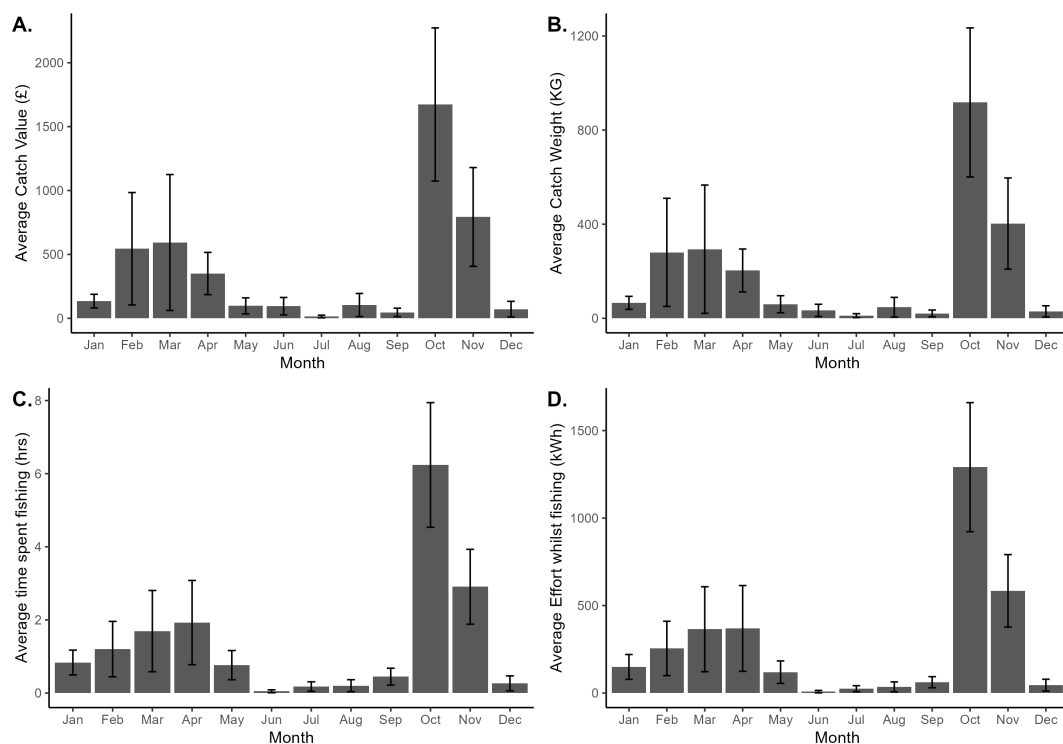 A.
Average Catch Value (£)
2000
1500
1000
500
0
Jan Feb Mar Apr May Jun Jul Aug Sep Oct Nov Dec
Month
B.
Average Catch Weight (KG)
1200
800
400
0
Jan Feb Mar Apr May Jun Jul Aug Sep Oct Nov Dec
Month
C.
Average time spent fishing (hrs)
8
6
4
2
0
Jan Feb Mar Apr May Jun Jul Aug Sep Oct Nov Dec
Month
D.
Average Effort whilst fishing (kWh)
1500
1000
500
0
Jan Feb Mar Apr May Jun Jul Aug Sep Oct Nov Dec
Month